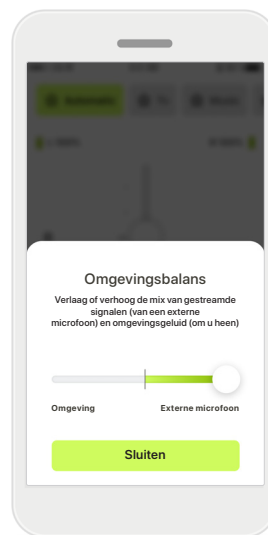 Omgevingsbalans
Verlaag of verhoog de mix van gestreamde
signalen (van een externe
microfoon) en omgevingsgeluid (om u heen)
Omgeving Externe microfoon
Sluiten